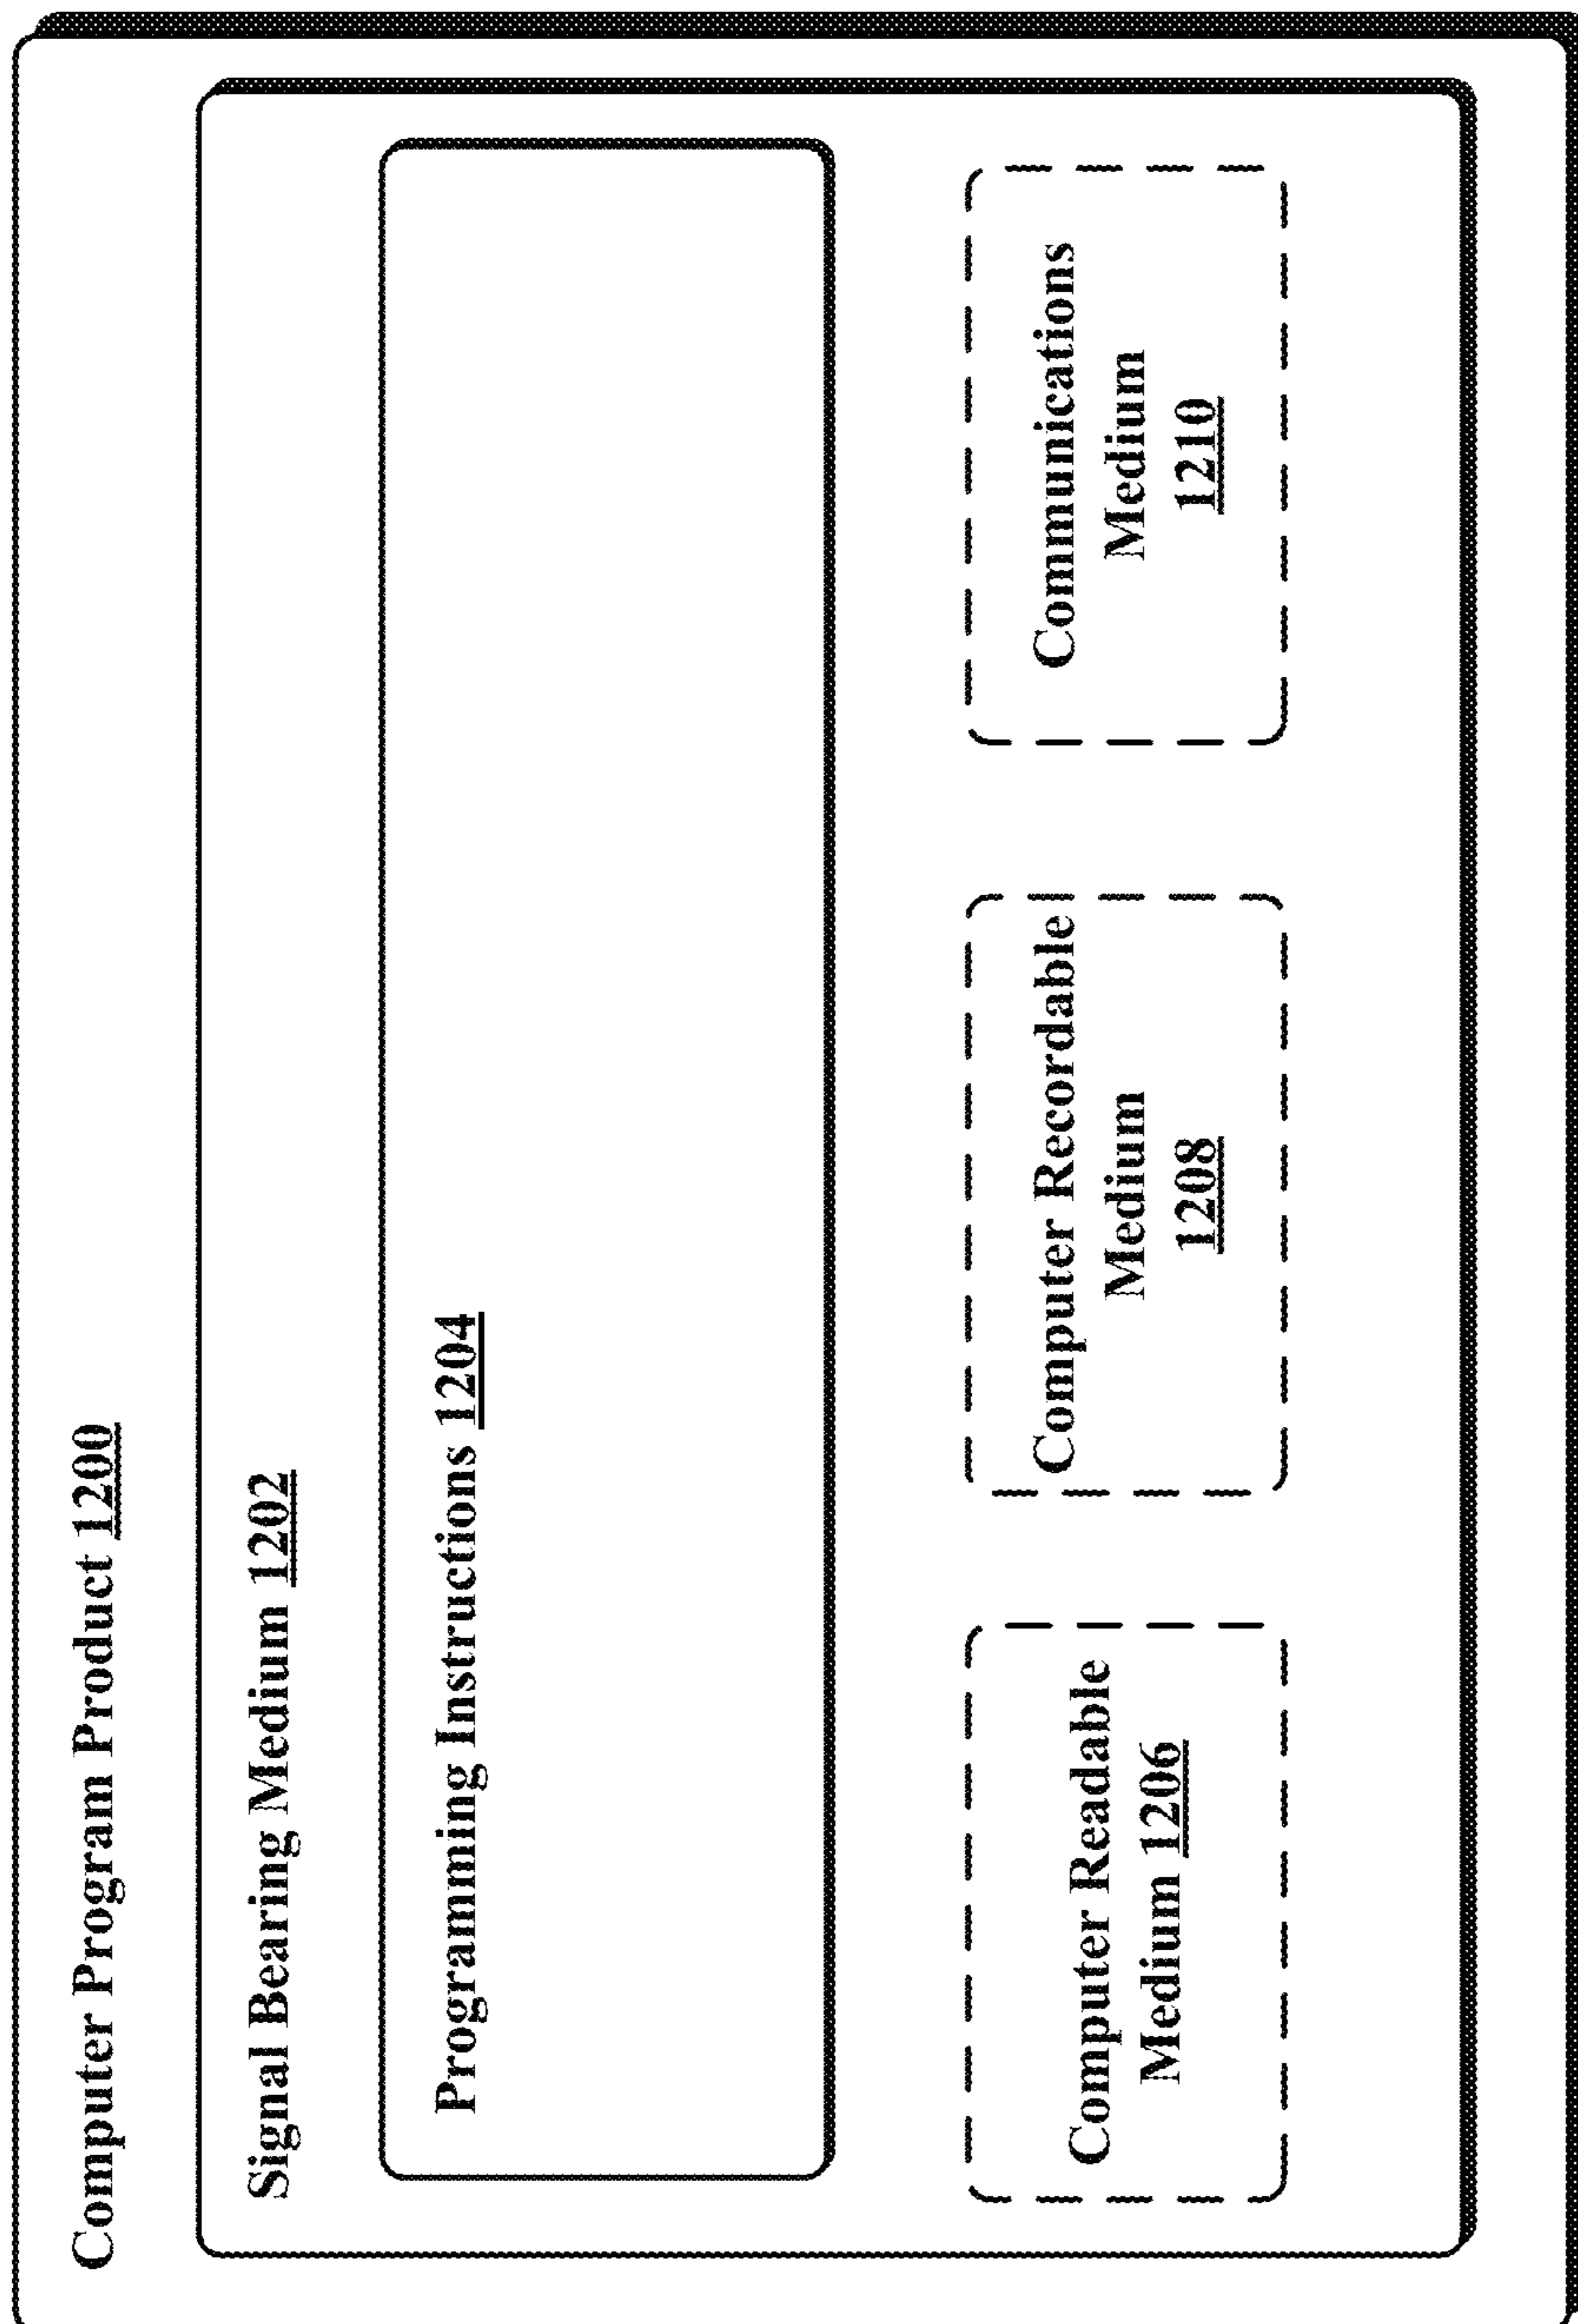 Computer Program Product 1200
Signal Bearing Medium 1202
Programming Instructions 1204
Computer Readable
Medium 1206
Computer Recordable
Medium
1208
Communications
Medium
1210